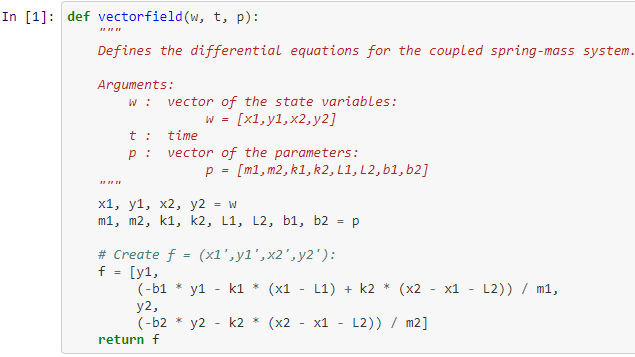 In [1]: def vectorfield(w, t, p):
    """
    Defines the differential equations for the coupled spring-mass system.

    Arguments:
        w :  vector of the state variables:
                  w = [x1,y1,x2,y2]
        t :  time
        p :  vector of the parameters:
                  p = [m1,m2,k1,k2,L1,L2,b1,b2]
    """
    x1, y1, x2, y2 = w
    m1, m2, k1, k2, L1, L2, b1, b2 = p

    # Create f = (x1',y1',x2',y2'):
    f = [y1,
         (-b1 * y1 - k1 * (x1 - L1) + k2 * (x2 - x1 - L2)) / m1,
         y2,
         (-b2 * y2 - k2 * (x2 - x1 - L2)) / m2]
    return f